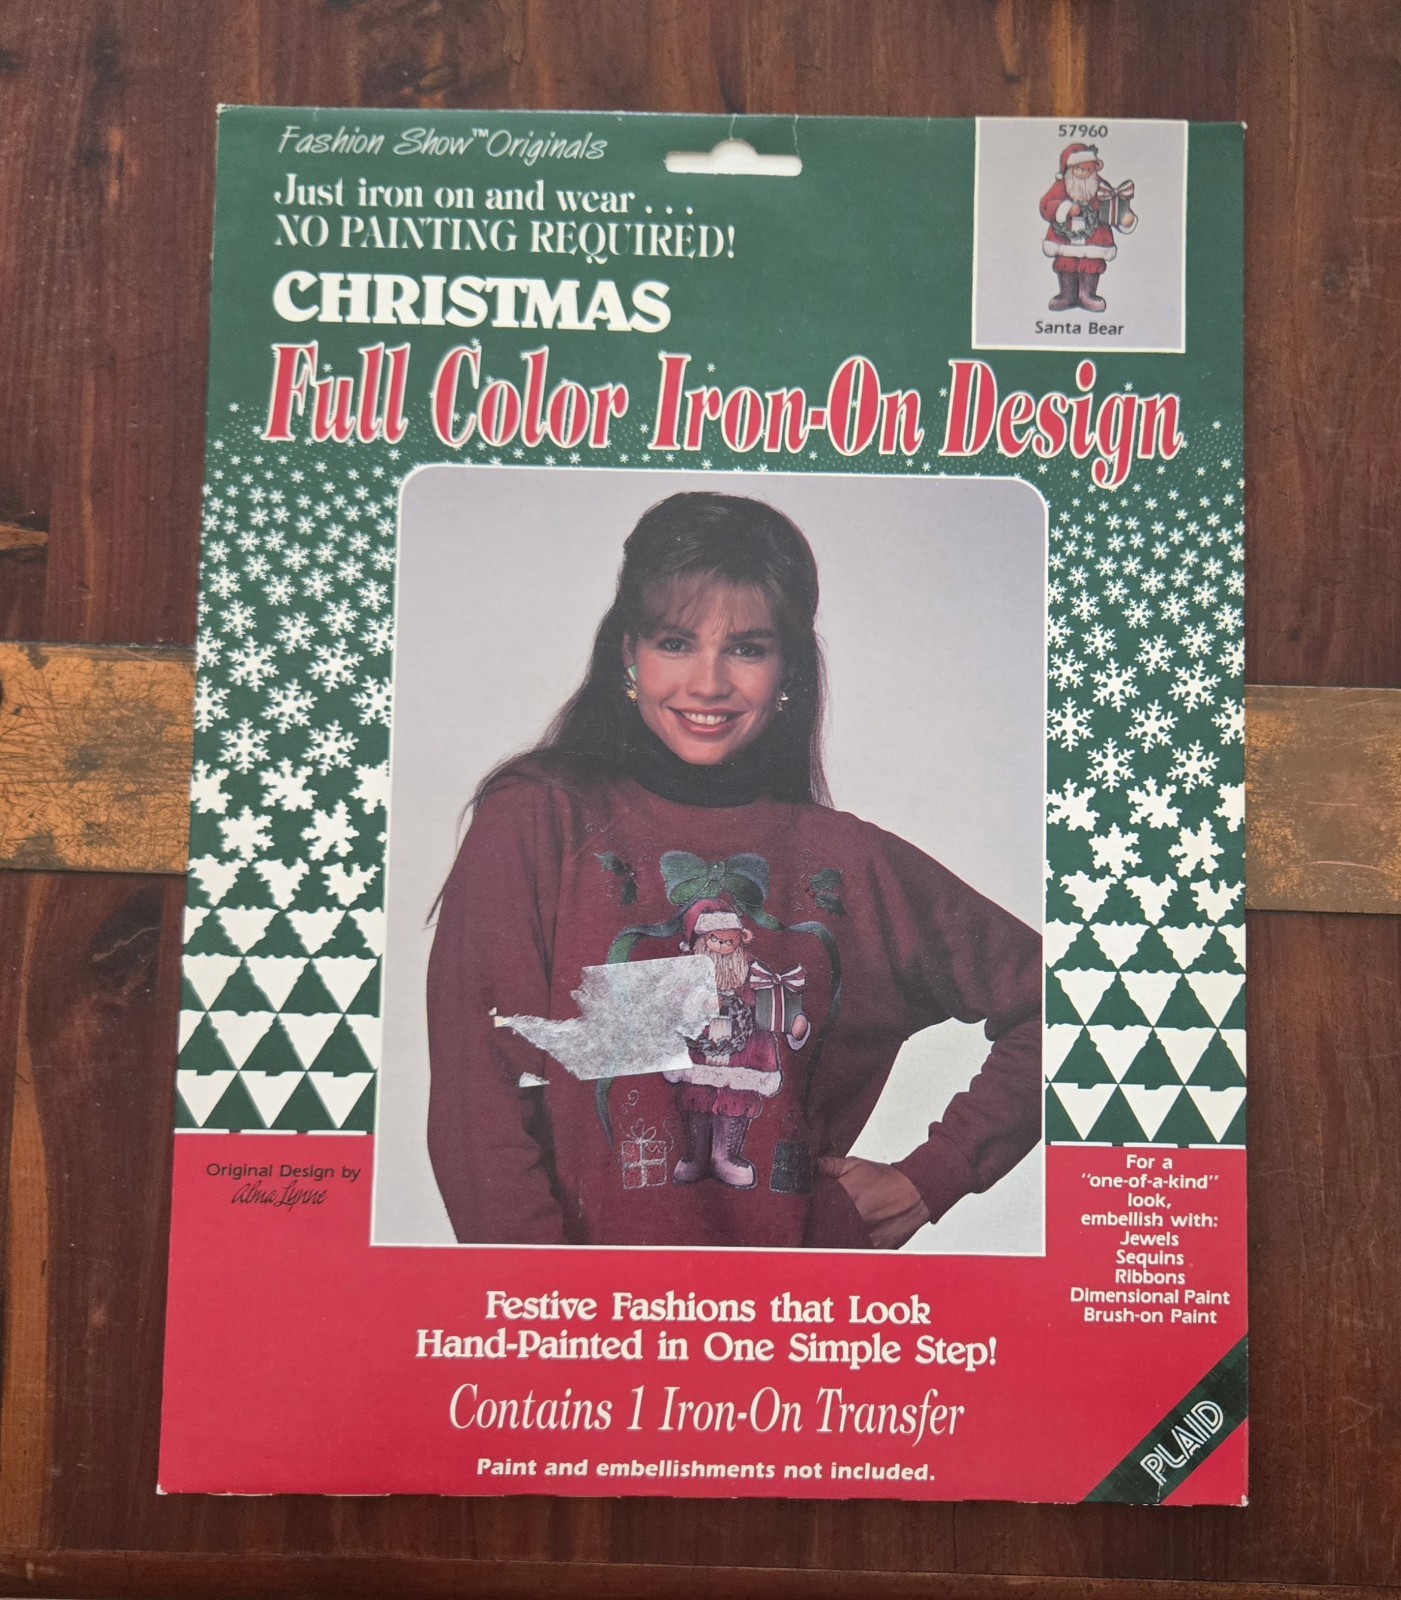 Fashion Show™ Originals
Just iron on and wear . . .
NO PAINTING REQUIRED!
CHRISTMAS
Full Color Iron-On Design
57960
Santa Bear
Original Design by
Alma Lynne
For a
"one-of-a-kind"
look,
embellish with:
Jewels
Sequins
Ribbons
Dimensional Paint
Brush-on Paint
Festive Fashions that Look
Hand-Painted in One Simple Step!
Contains 1 Iron-On Transfer
Paint and embellishments not included.
PLAID